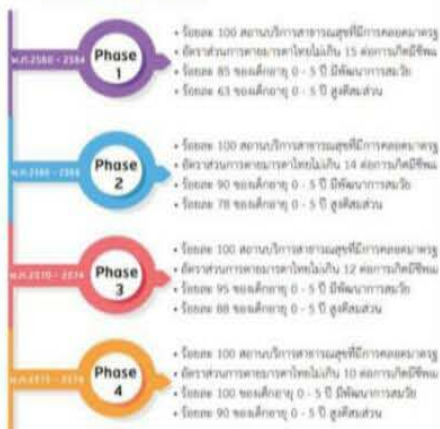 พ.ศ.2560 - 2564
Phase
1
• ร้อยละ 100 สถานบริการสาธารณสุขที่มีการคลอดมาตรฐ
• อัตราส่วนการตายมารดาไทยไม่เกิน 15 ต่อการเกิดมีชีพแ
• ร้อยละ 85 ของเด็กอายุ 0 - 5 ปี มีพัฒนาการสมวัย
• ร้อยละ 63 ของเด็กอายุ 0 - 5 ปี สูงดีสมส่วน
Phase
2
• ร้อยละ 100 สถานบริการสาธารณสุขที่มีการคลอดมาตรฐ
• อัตราส่วนการตายมารดาไทยไม่เกิน 14 ต่อการเกิดมีชีพแ
• ร้อยละ 90 ของเด็กอายุ 0 - 5 ปี มีพัฒนาการสมวัย
• ร้อยละ 78 ของเด็กอายุ 0 - 5 ปี สูงดีสมส่วน
พ.ศ.2570 - 2574
Phase
3
• ร้อยละ 100 สถานบริการสาธารณสุขที่มีการคลอดมาตรฐ
• อัตราส่วนการตายมารดาไทยไม่เกิน 12 ต่อการเกิดมีชีพแ
• ร้อยละ 95 ของเด็กอายุ 0 - 5 ปี มีพัฒนาการสมวัย
• ร้อยละ 88 ของเด็กอายุ 0 - 5 ปี สูงดีสมส่วน
Phase
4
• ร้อยละ 100 สถานบริการสาธารณสุขที่มีการคลอดมาตรฐ
• อัตราส่วนการตายมารดาไทยไม่เกิน 10 ต่อการเกิดมีชีพแ
• ร้อยละ 100 ของเด็กอายุ 0 - 5 ปี มีพัฒนาการสมวัย
• ร้อยละ 90 ของเด็กอายุ 0 - 5 ปี สูงดีสมส่วน